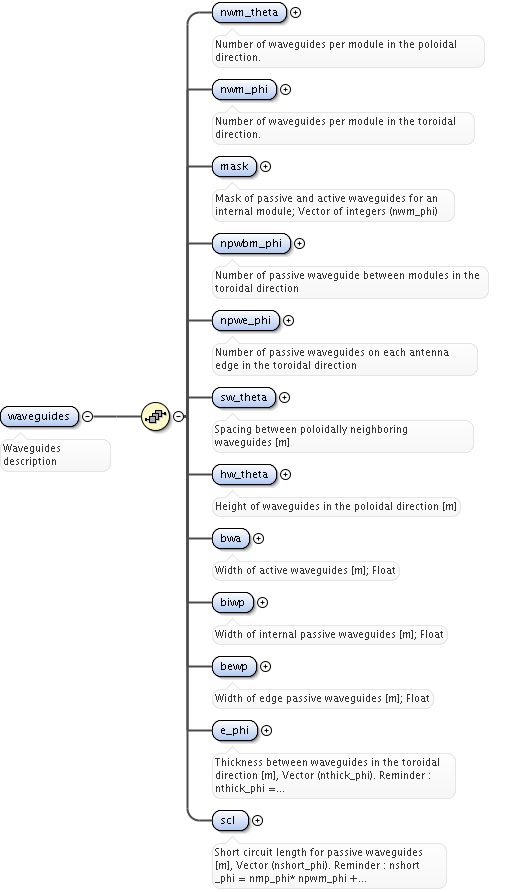 nwm_theta
Number of waveguides per module in the poloidal
direction.
nwm_phi
Number of waveguides per module in the toroidal
direction.
mask
Mask of passive and active waveguides for an
internal module; Vector of integers (nwm_phi)
npwbm_phi
Number of passive waveguide between modules in the
toroidal direction
npwe_phi
Number of passive waveguides on each antenna
edge in the toroidal direction
sw_theta
Spacing between poloidally neighboring
waveguides [m]
waveguides
Waveguides
description
hw_theta
Height of waveguides in the poloidal direction [m]
bwa
Width of active waveguides [m]; Float
biwp
Width of internal passive waveguides [m]; Float
bewp
Width of edge passive waveguides [m]; Float
e_phi
Thickness between waveguides in the toroidal
direction [m], Vector (nthick_phi). Reminder :
nthick_phi =...
scl
Short circuit length for passive waveguides
[m], Vector (nshort_phi). Reminder : nshort
_phi = nmp_phi* npwm_phi +...